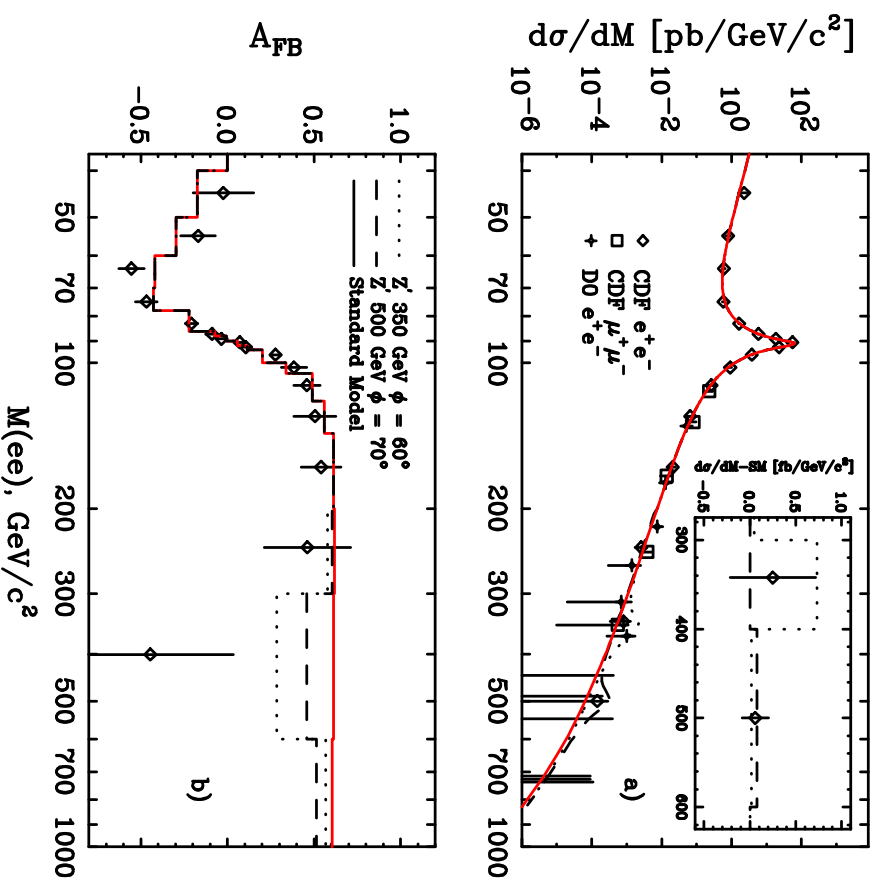 dσ/dM [pb/GeV/c²]
10⁻⁶
10⁻⁴
10⁻²
10⁰
10²
CDF e⁺e⁻
CDF μ⁺μ⁻
D0 e⁺e⁻
dσ/dM-SM [fb/GeV/c²]
-0.5
0.0
0.5
1.0
300
400
500
600
a)
50
70
100
200
300
500
700
1000
A_FB
-0.5
0.0
0.5
1.0
Z' 350 GeV φ = 60°
Z' 500 GeV φ = 70°
Standard Model
b)
50
70
100
200
300
500
700
1000
M(ee), GeV/c²